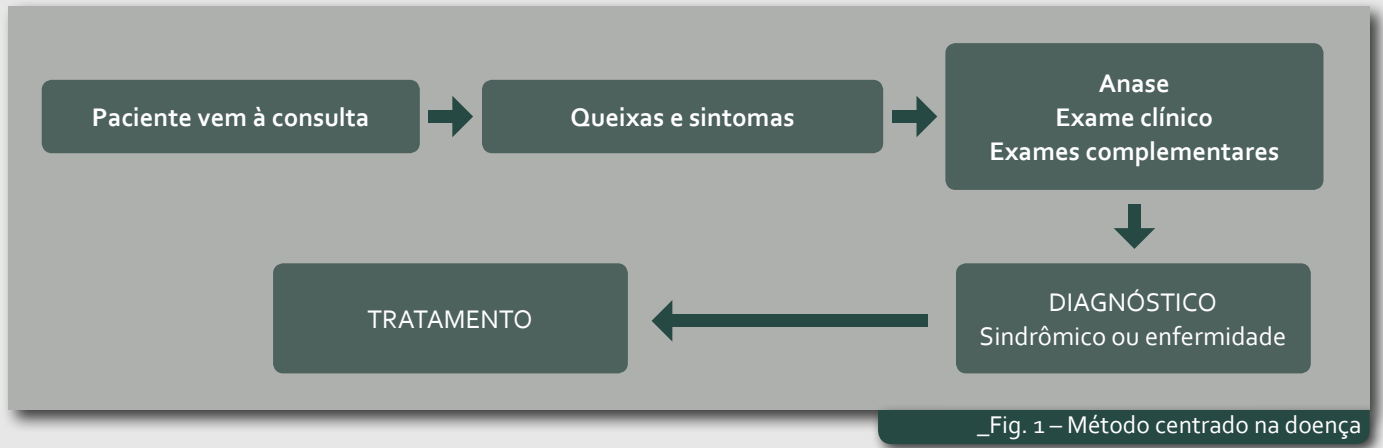 Paciente vem à consulta
Queixas e sintomas
Anase
Exame clínico
Exames complementares
DIAGNÓSTICO
Sindrômico ou enfermidade
TRATAMENTO
_Fig. 1 – Método centrado na doença